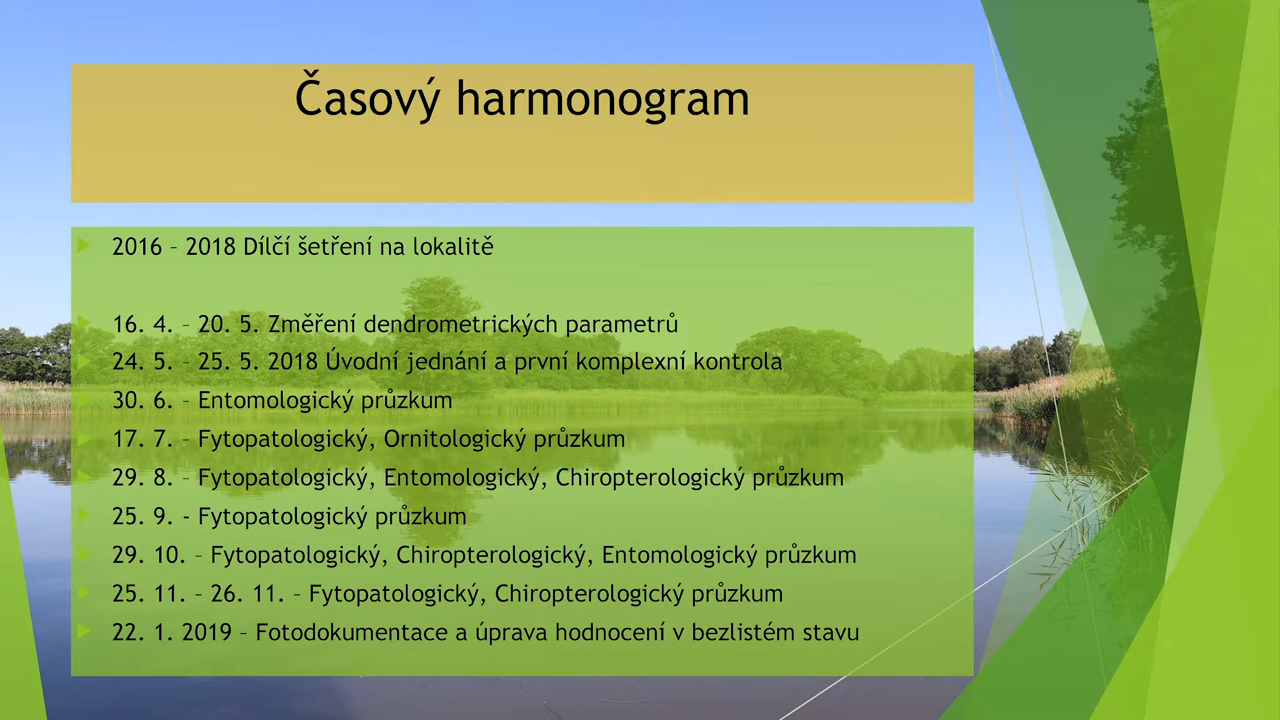 Časový harmonogram
2016 – 2018 Dílčí šetření na lokalitě
16. 4. – 20. 5. Změření dendrometrických parametrů
24. 5. – 25. 5. 2018 Úvodní jednání a první komplexní kontrola
30. 6. – Entomologický průzkum
17. 7. – Fytopatologický, Ornitologický průzkum
29. 8. – Fytopatologický, Entomologický, Chiropterologický průzkum
25. 9. - Fytopatologický průzkum
29. 10. – Fytopatologický, Chiropterologický, Entomologický průzkum
25. 11. – 26. 11. – Fytopatologický, Chiropterologický průzkum
22. 1. 2019 – Fotodokumentace a úprava hodnocení v bezlistém stavu